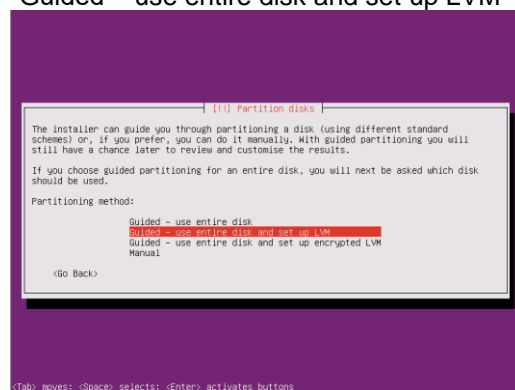 Guided – use entire disk and set up LVM
[!!] Partition disks
The installer can guide you through partitioning a disk (using different standard
schemes) or, if you prefer, you can do it manually. With guided partitioning you will
still have a chance later to review and customise the results.
If you choose guided partitioning for an entire disk, you will next be asked which disk
should be used.
Partitioning method:
Guided – use entire disk
Guided – use entire disk and set up LVM
Guided – use entire disk and set up encrypted LVM
Manual
<Go Back>
<Tab> moves; <Space> selects; <Enter> activates buttons